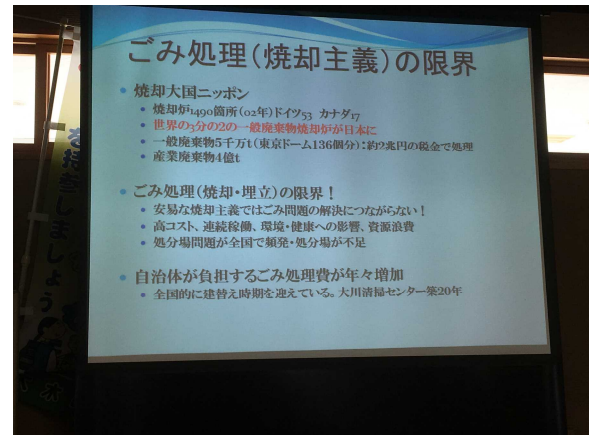 ごみ処理(焼却主義)の限界
• 焼却大国ニッポン
• 焼却炉1490箇所(02年)ドイツ53 カナダ17
• 世界の3分の2の一般廃棄物焼却炉が日本に
• 一般廃棄物5千万t(東京ドーム136個分):約2兆円の税金で処理
• 産業廃棄物4億t
• ごみ処理(焼却・埋立)の限界!
• 安易な焼却主義ではごみ問題の解決につながらない!
• 高コスト、連続稼働、環境・健康への影響、資源浪費
• 処分場問題が全国で頻発・処分場が不足
• 自治体が負担するごみ処理費が年々増加
• 全国的に建替え時期を迎えている。大川清掃センター築20年
を持参しましょう